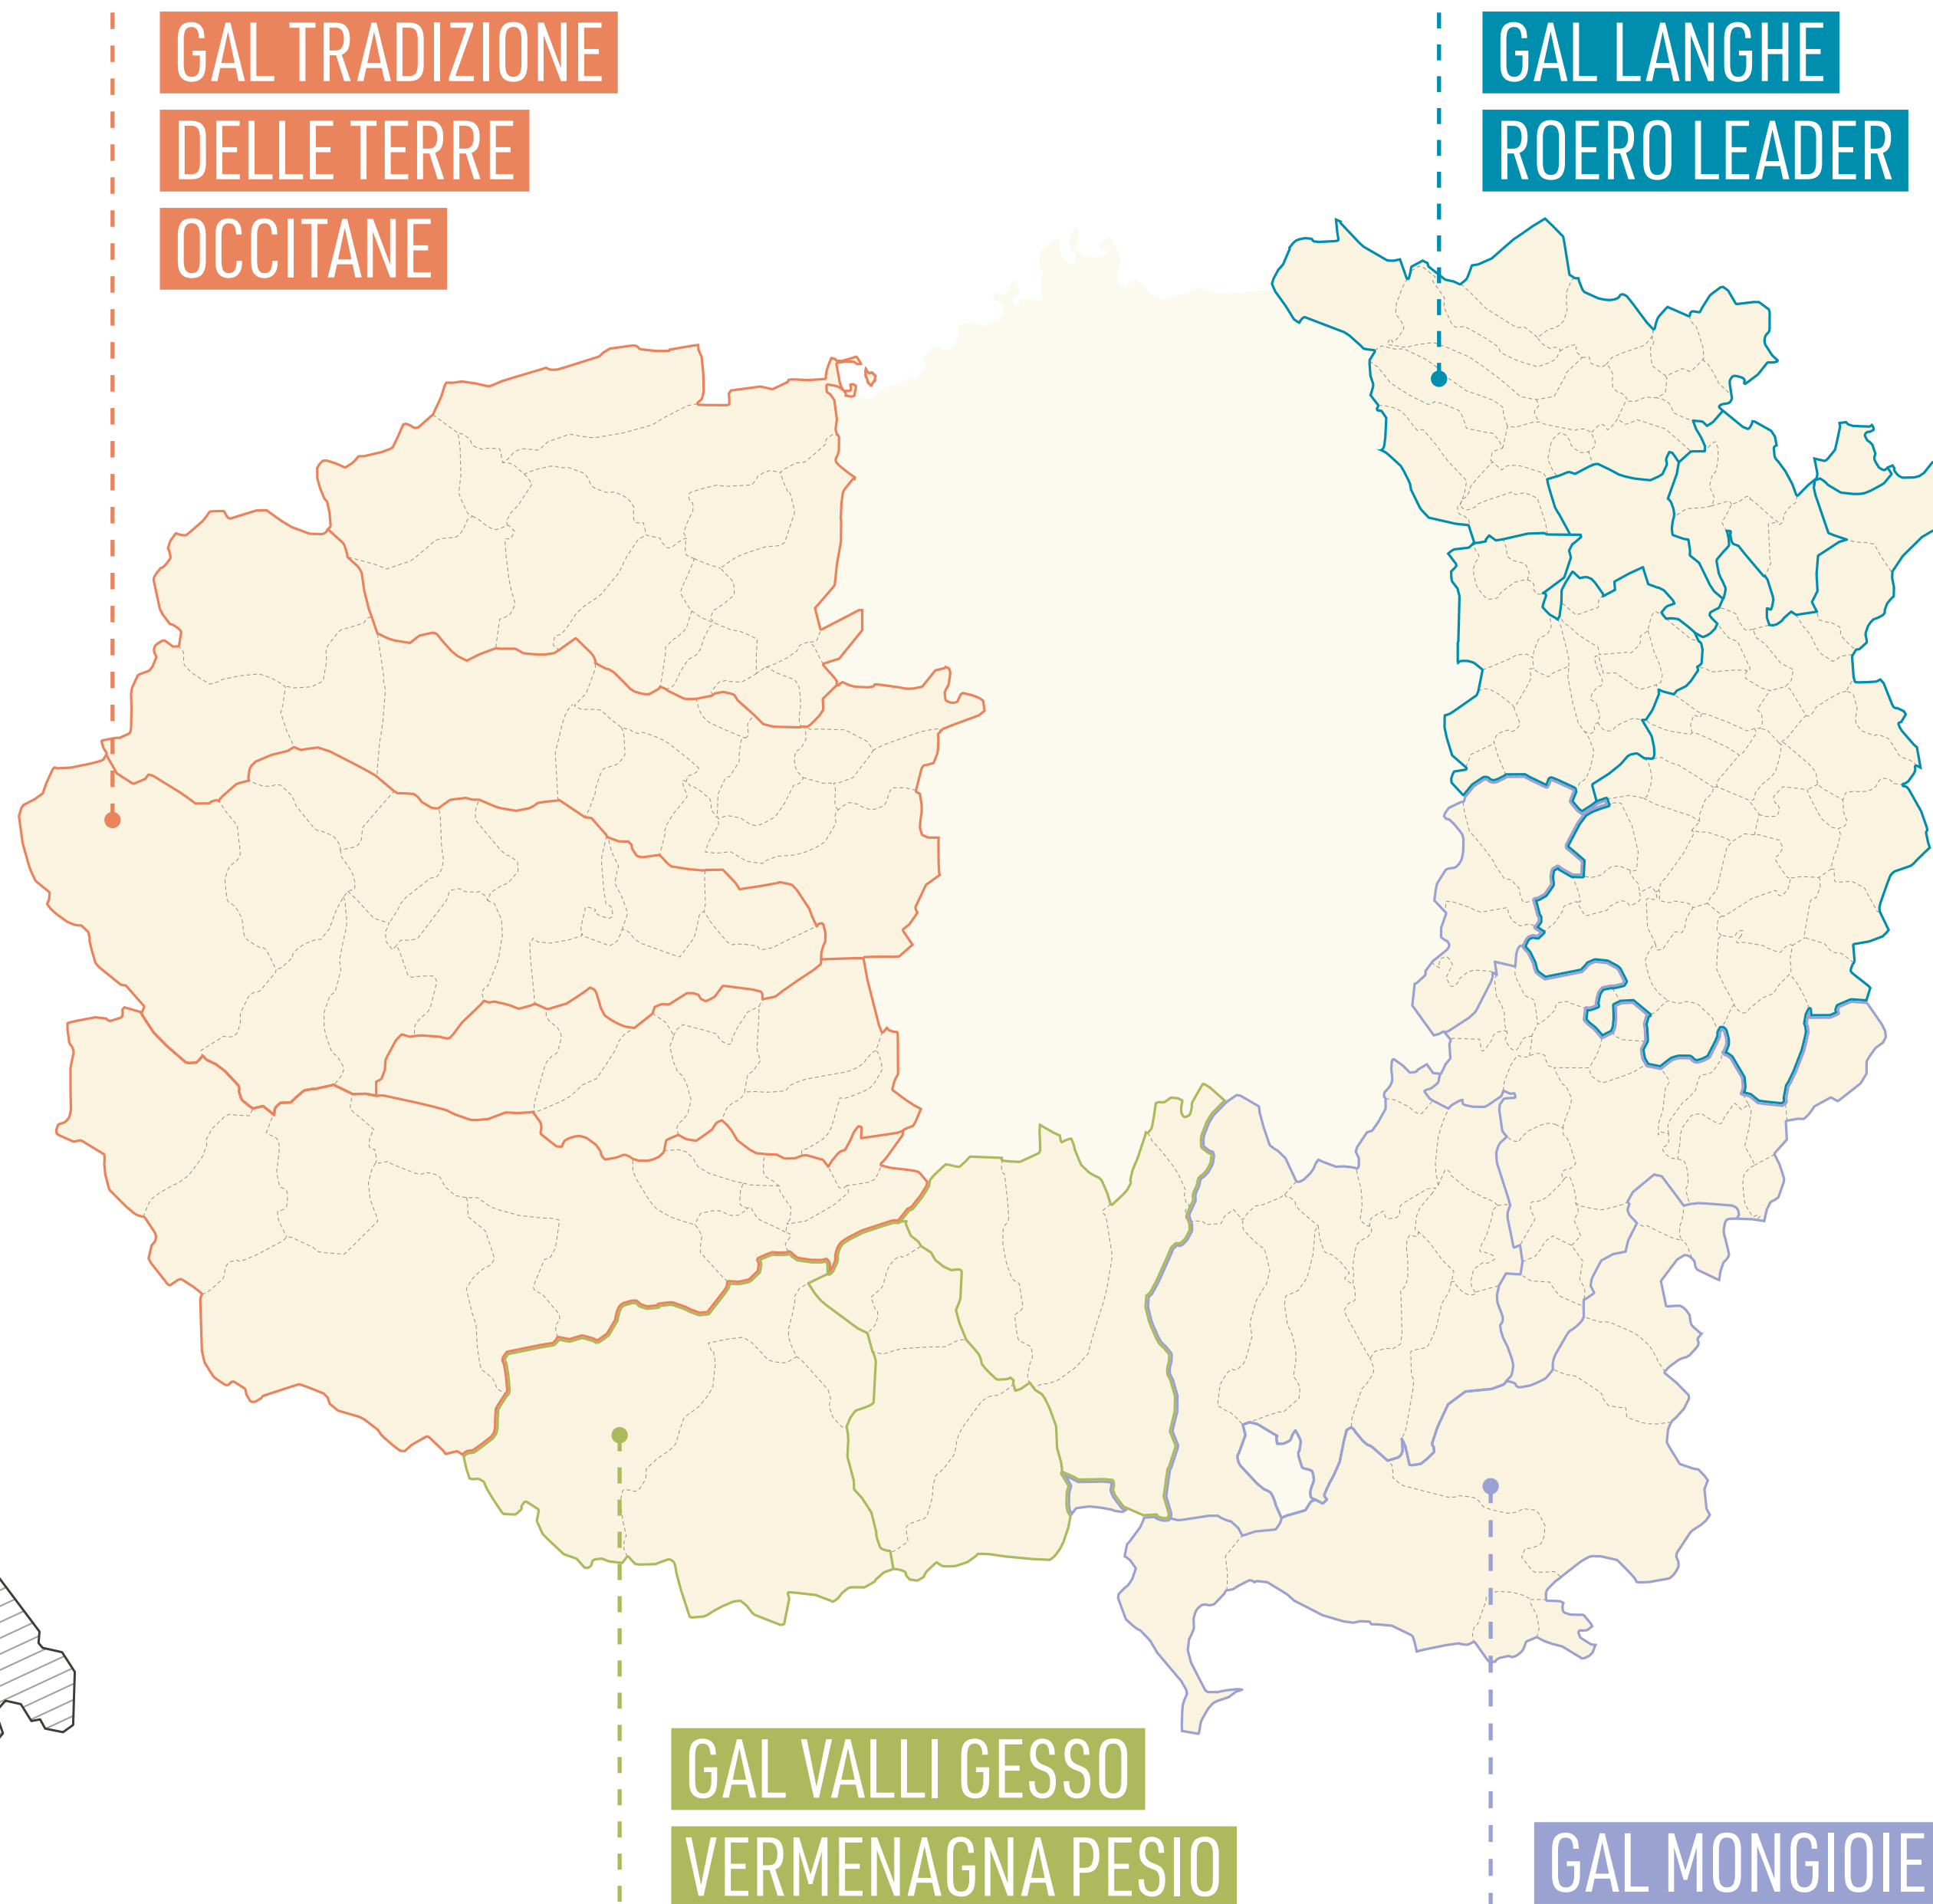 GAL TRADIZIONE
DELLE TERRE
OCCITANE
GAL LANGHE
ROERO LEADER
GAL VALLI GESSO
VERMENAGNA PESIO
GAL MONGIOIE